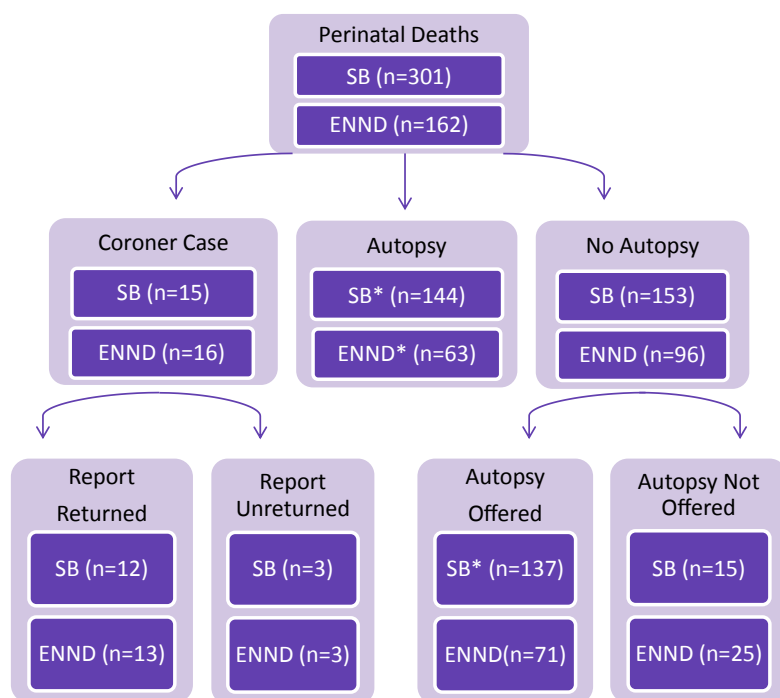 Perinatal Deaths
SB (n=301)
ENND (n=162)
Coroner Case
SB (n=15)
ENND (n=16)
Autopsy
SB* (n=144)
ENND* (n=63)
No Autopsy
SB (n=153)
ENND (n=96)
Report
Returned
SB (n=12)
ENND (n=13)
Report
Unreturned
SB (n=3)
ENND (n=3)
Autopsy
Offered
SB* (n=137)
ENND(n=71)
Autopsy Not
Offered
SB (n=15)
ENND (n=25)